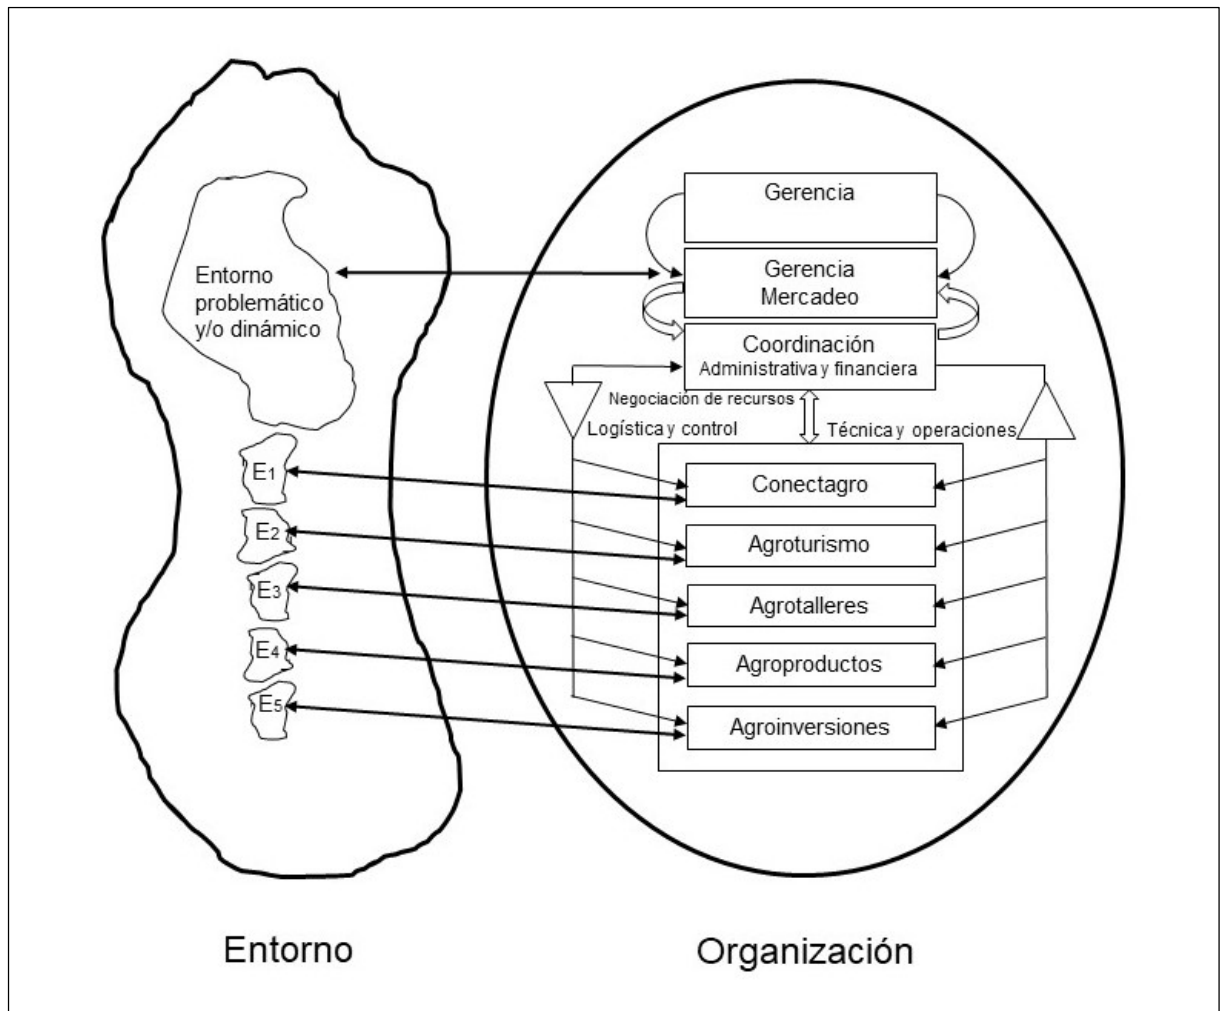 Gerencia
Entorno
problemático
y/o dinámico
Gerencia
Mercadeo
Coordinación
Administrativa y financiera
Negociación de recursos
Logística y control
Técnica y operaciones
E1
Conectagro
E2
Agroturismo
E3
Agrotalleres
E4
Agroproductos
E5
Agroinversiones
Entorno
Organización